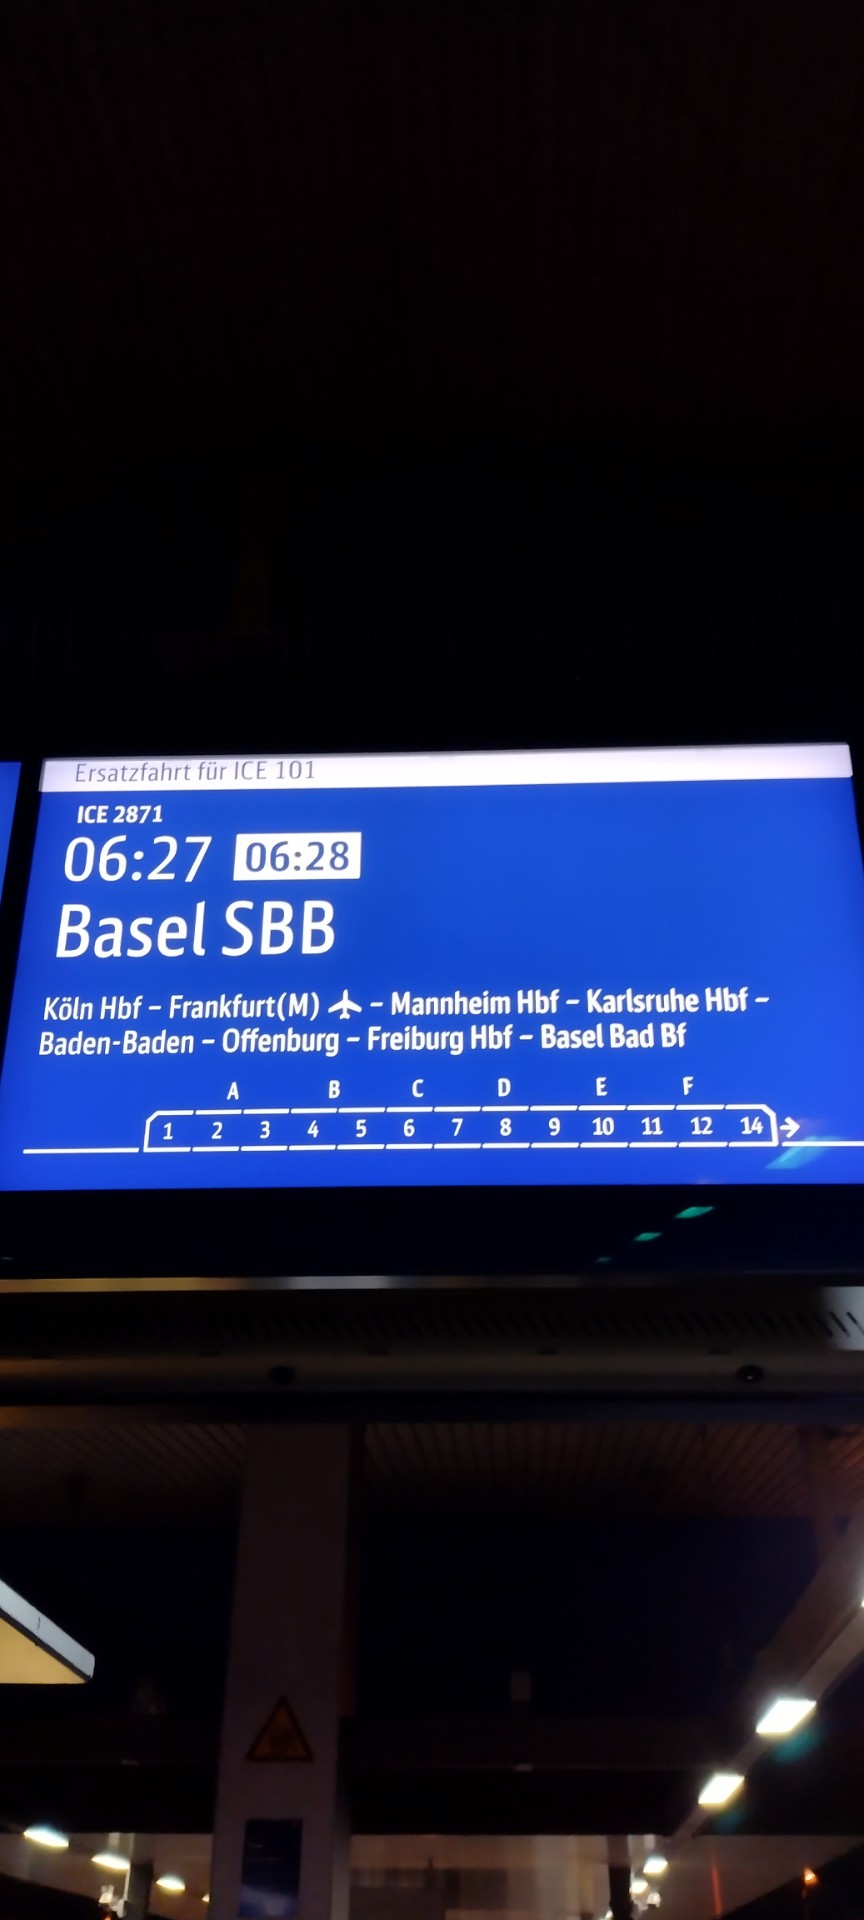 Ersatzfahrt für ICE 101
ICE 2871
06:27 06:28
Basel SBB
Köln Hbf – Frankfurt(M) ✈ – Mannheim Hbf – Karlsruhe Hbf –
Baden-Baden – Offenburg – Freiburg Hbf – Basel Bad Bf
A B C D E F
1 2 3 4 5 6 7 8 9 10 11 12 14 →